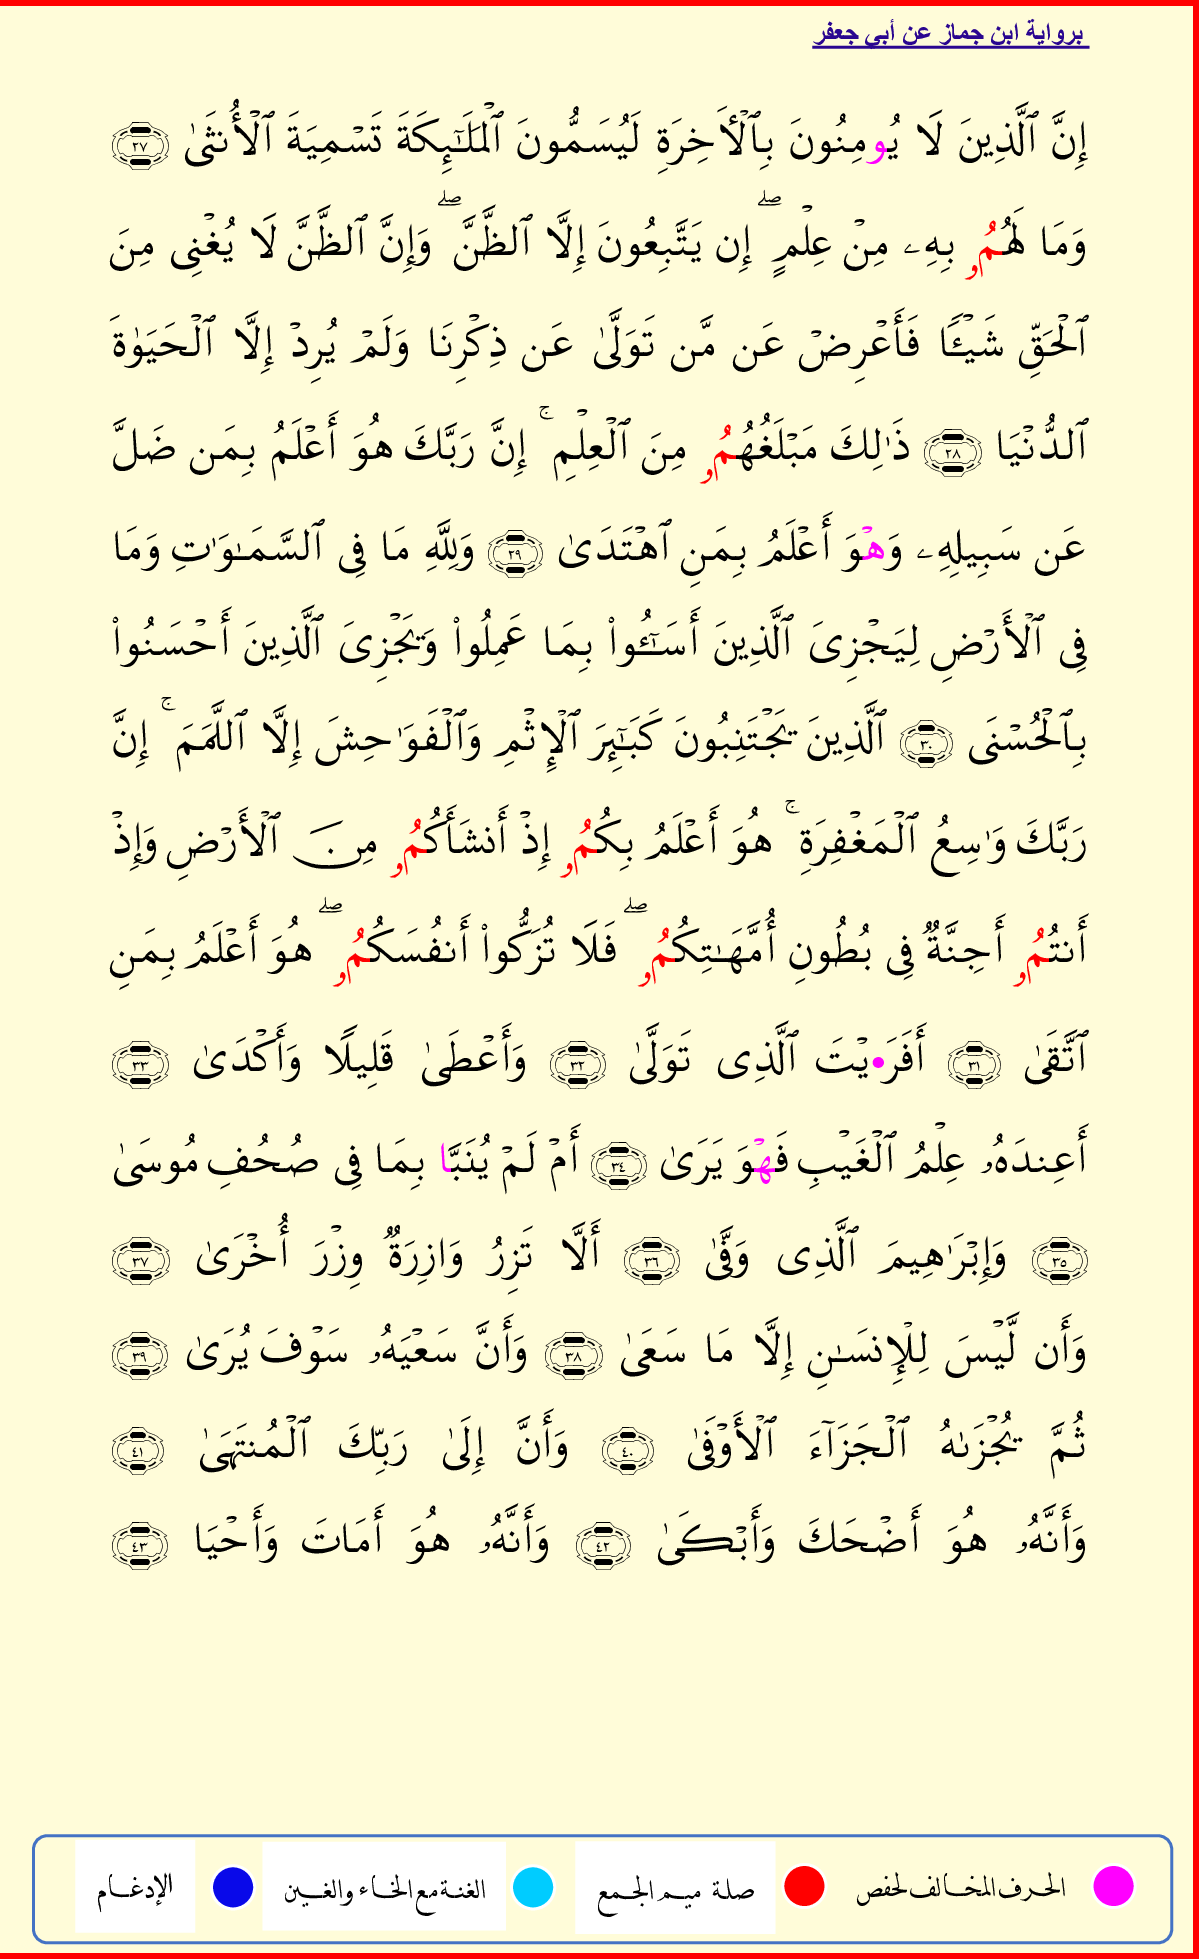 برواية ابن جماز عن أبي جعفر
إِنَّ ٱلَّذِينَ لَا يُومِنُونَ بِٱلۡأٓخِرَةِ لَيُسَمُّونَ ٱلۡمَلَـٰٓئِكَةَ تَسۡمِيَةَ ٱلۡأُنثَىٰ ٢٧
وَمَا لَهُمُۥ بِهِۦ مِنۡ عِلۡمٍۖ إِن يَتَّبِعُونَ إِلَّا ٱلظَّنَّۖ وَإِنَّ ٱلظَّنَّ لَا يُغۡنِى مِنَ
ٱلۡحَقِّ شَيۡـًٔا فَأَعۡرِضۡ عَن مَّن تَوَلَّىٰ عَن ذِكۡرِنَا وَلَمۡ يُرِدۡ إِلَّا ٱلۡحَيَوٰةَ
ٱلدُّنۡيَا ٢٨ ذَٰلِكَ مَبۡلَغُهُمُۥ مِنَ ٱلۡعِلۡمِۚ إِنَّ رَبَّكَ هُوَ أَعۡلَمُ بِمَن ضَلَّ
عَن سَبِيلِهِۦ وَهۡوَ أَعۡلَمُ بِمَنِ ٱهۡتَدَىٰ ٢٩ وَلِلَّهِ مَا فِى ٱلسَّمَـٰوَٰتِ وَمَا
فِى ٱلۡأَرۡضِ لِيَجۡزِىَ ٱلَّذِينَ أَسَـٰٓـُٔوا۟ بِمَا عَمِلُوا۟ وَيَجۡزِىَ ٱلَّذِينَ أَحۡسَنُوا۟
بِٱلۡحُسۡنَى ٣٠ ٱلَّذِينَ يَجۡتَنِبُونَ كَبَـٰٓئِرَ ٱلۡإِثۡمِ وَٱلۡفَوَٰحِشَ إِلَّا ٱللَّمَمَۚ إِنَّ
رَبَّكَ وَٰسِعُ ٱلۡمَغۡفِرَةِۚ هُوَ أَعۡلَمُ بِكُمُۥ إِذۡ أَنشَأَكُمُۥ مِنَ ٱلۡأَرۡضِ وَإِذۡ
أَنتُمُۥ أَجِنَّةٌ فِى بُطُونِ أُمَّهَـٰتِكُمُۥۖ فَلَا تُزَكُّوا۟ أَنفُسَكُمُۥۖ هُوَ أَعۡلَمُ بِمَنِ
ٱتَّقَىٰ ٣١ أَفَرَ•يۡتَ ٱلَّذِى تَوَلَّىٰ ٣٢ وَأَعۡطَىٰ قَلِيلًا وَأَكۡدَىٰ ٣٣
أَعِندَهُۥ عِلۡمُ ٱلۡغَيۡبِ فَهۡوَ يَرَىٰ ٣٤ أَمۡ لَمۡ يُنَبَّا بِمَا فِى صُحُفِ مُوسَىٰ
٣٥ وَإِبۡرَٰهِيمَ ٱلَّذِى وَفَّىٰ ٣٦ أَلَّا تَزِرُ وَازِرَةٌ وِزۡرَ أُخۡرَىٰ ٣٧
وَأَن لَّيۡسَ لِلۡإِنسَـٰنِ إِلَّا مَا سَعَىٰ ٣٨ وَأَنَّ سَعۡيَهُۥ سَوۡفَ يُرَىٰ ٣٩
ثُمَّ يُجۡزَىٰهُ ٱلۡجَزَآءَ ٱلۡأَوۡفَىٰ ٤٠ وَأَنَّ إِلَىٰ رَبِّكَ ٱلۡمُنتَهَىٰ ٤١
وَأَنَّهُۥ هُوَ أَضۡحَكَ وَأَبۡكَىٰ ٤٢ وَأَنَّهُۥ هُوَ أَمَاتَ وَأَحۡيَا ٤٣
الحرف المخالف لحفص صلة ميم الجمع الغنة مع الخاء والغين الإدغام